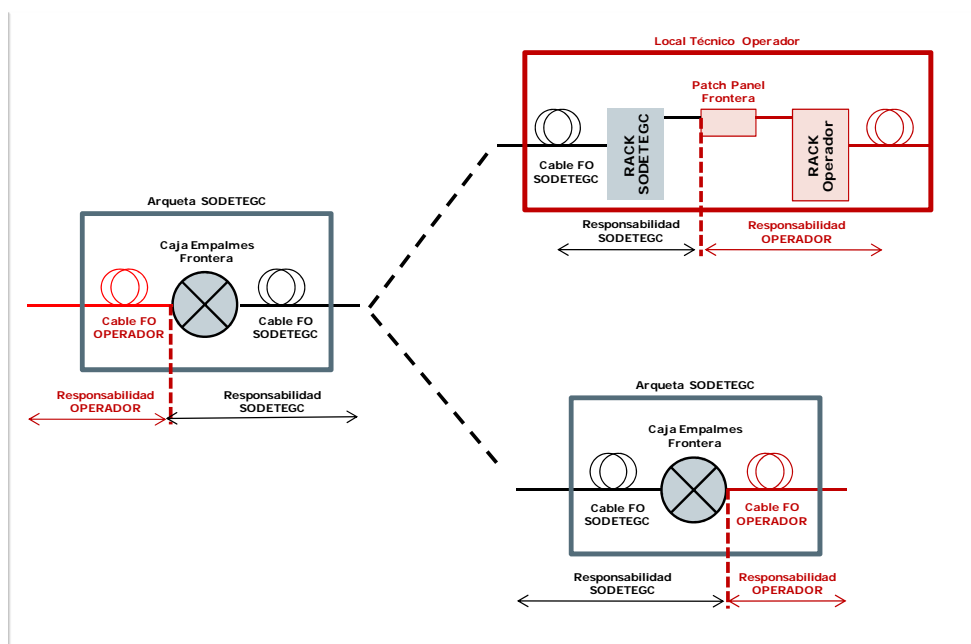 Local Técnico Operador
Patch Panel
Frontera
RACK
SODETEGC
RACK
Operador
Cable FO
SODETEGC
Responsabilidad
SODETEGC
Responsabilidad
OPERADOR
Arqueta SODETEGC
Caja Empalmes
Frontera
Cable FO
OPERADOR
Cable FO
SODETEGC
Responsabilidad
OPERADOR
Responsabilidad
SODETEGC
Arqueta SODETEGC
Caja Empalmes
Frontera
Cable FO
SODETEGC
Cable FO
OPERADOR
Responsabilidad
SODETEGC
Responsabilidad
OPERADOR